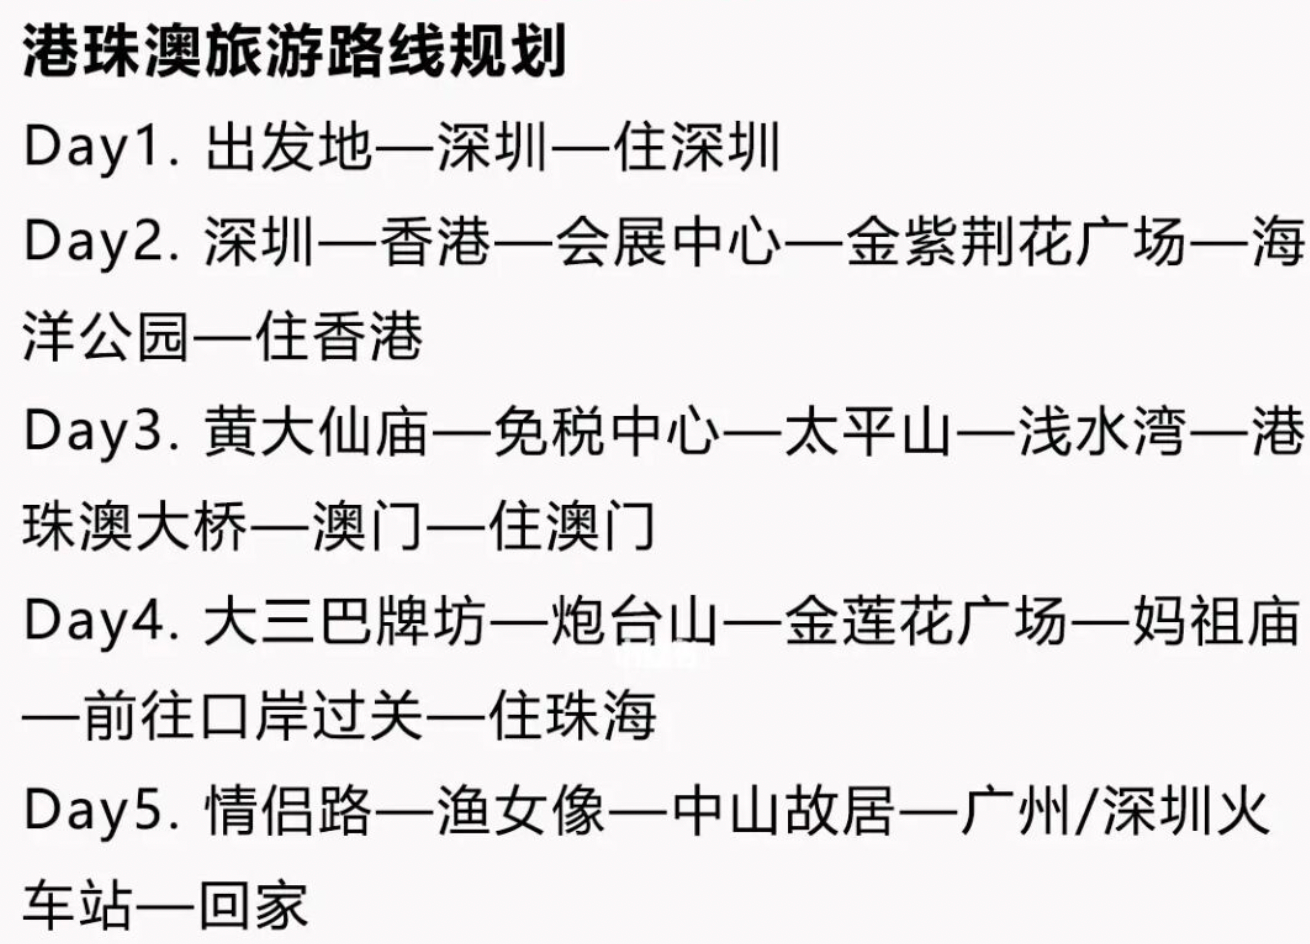 港珠澳旅游路线规划
Day1. 出发地—深圳—住深圳
Day2. 深圳—香港—会展中心—金紫荆花广场—海
洋公园—住香港
Day3. 黄大仙庙—免税中心—太平山—浅水湾—港
珠澳大桥—澳门—住澳门
Day4. 大三巴牌坊—炮台山—金莲花广场—妈祖庙
—前往口岸过关—住珠海
Day5. 情侣路—渔女像—中山故居—广州/深圳火
车站—回家